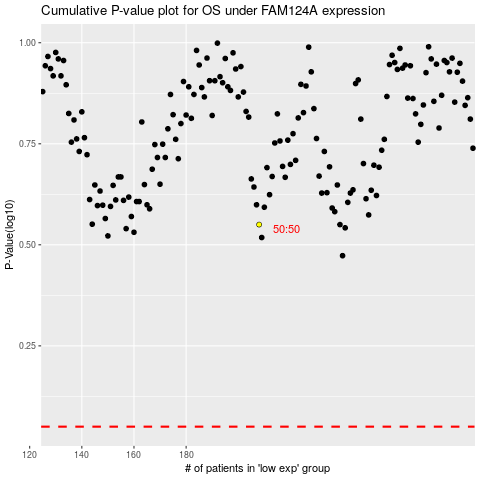 Cumulative P-value plot for OS under FAM124A expression
P-Value(log10)
1.00
0.75
0.50
0.25
50:50
120 140 160 180
# of patients in 'low exp' group